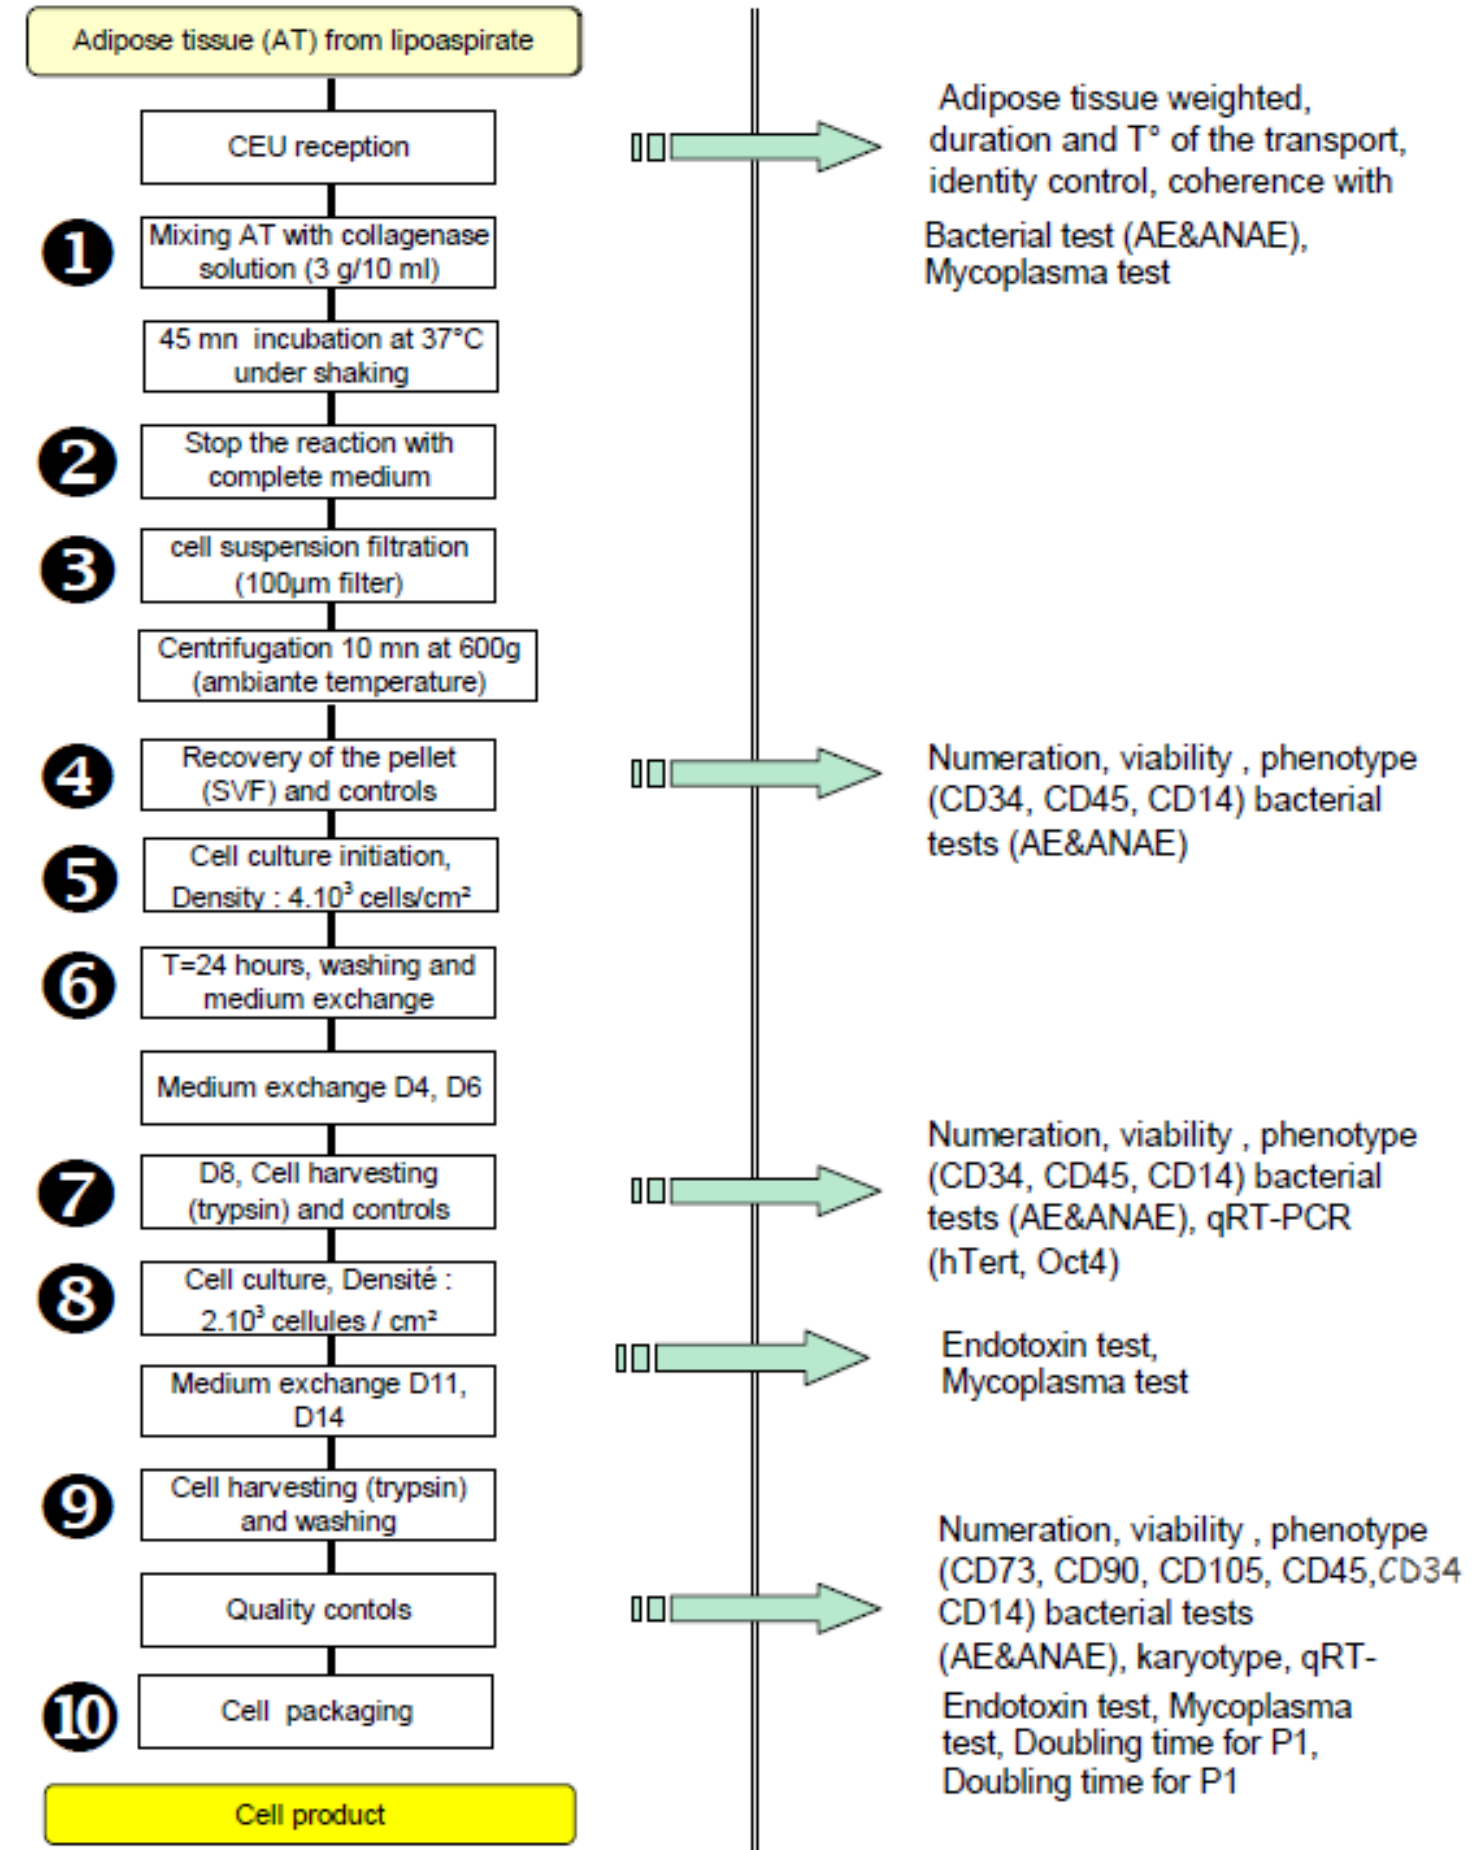 Adipose tissue (AT) from lipoaspirate
CEU reception
Adipose tissue weighted,
duration and T° of the transport,
identity control, coherence with
Bacterial test (AE&ANAE),
Mycoplasma test
1
Mixing AT with collagenase
solution (3 g/10 ml)
45 mn incubation at 37°C
under shaking
2
Stop the reaction with
complete medium
3
cell suspension filtration
(100µm filter)
Centrifugation 10 mn at 600g
(ambiante temperature)
4
Recovery of the pellet
(SVF) and controls
Numeration, viability , phenotype
(CD34, CD45, CD14) bacterial
tests (AE&ANAE)
5
Cell culture initiation,
Density : 4.10³ cells/cm²
6
T=24 hours, washing and
medium exchange
Medium exchange D4, D6
7
D8, Cell harvesting
(trypsin) and controls
Numeration, viability , phenotype
(CD34, CD45, CD14) bacterial
tests (AE&ANAE), qRT-PCR
(hTert, Oct4)
8
Cell culture, Densité :
2.10³ cellules / cm²
Endotoxin test,
Mycoplasma test
Medium exchange D11,
D14
9
Cell harvesting (trypsin)
and washing
Quality contols
Numeration, viability , phenotype
(CD73, CD90, CD105, CD45,CD34
CD14) bacterial tests
(AE&ANAE), karyotype, qRT-
Endotoxin test, Mycoplasma
test, Doubling time for P1,
Doubling time for P1
10
Cell packaging
Cell product